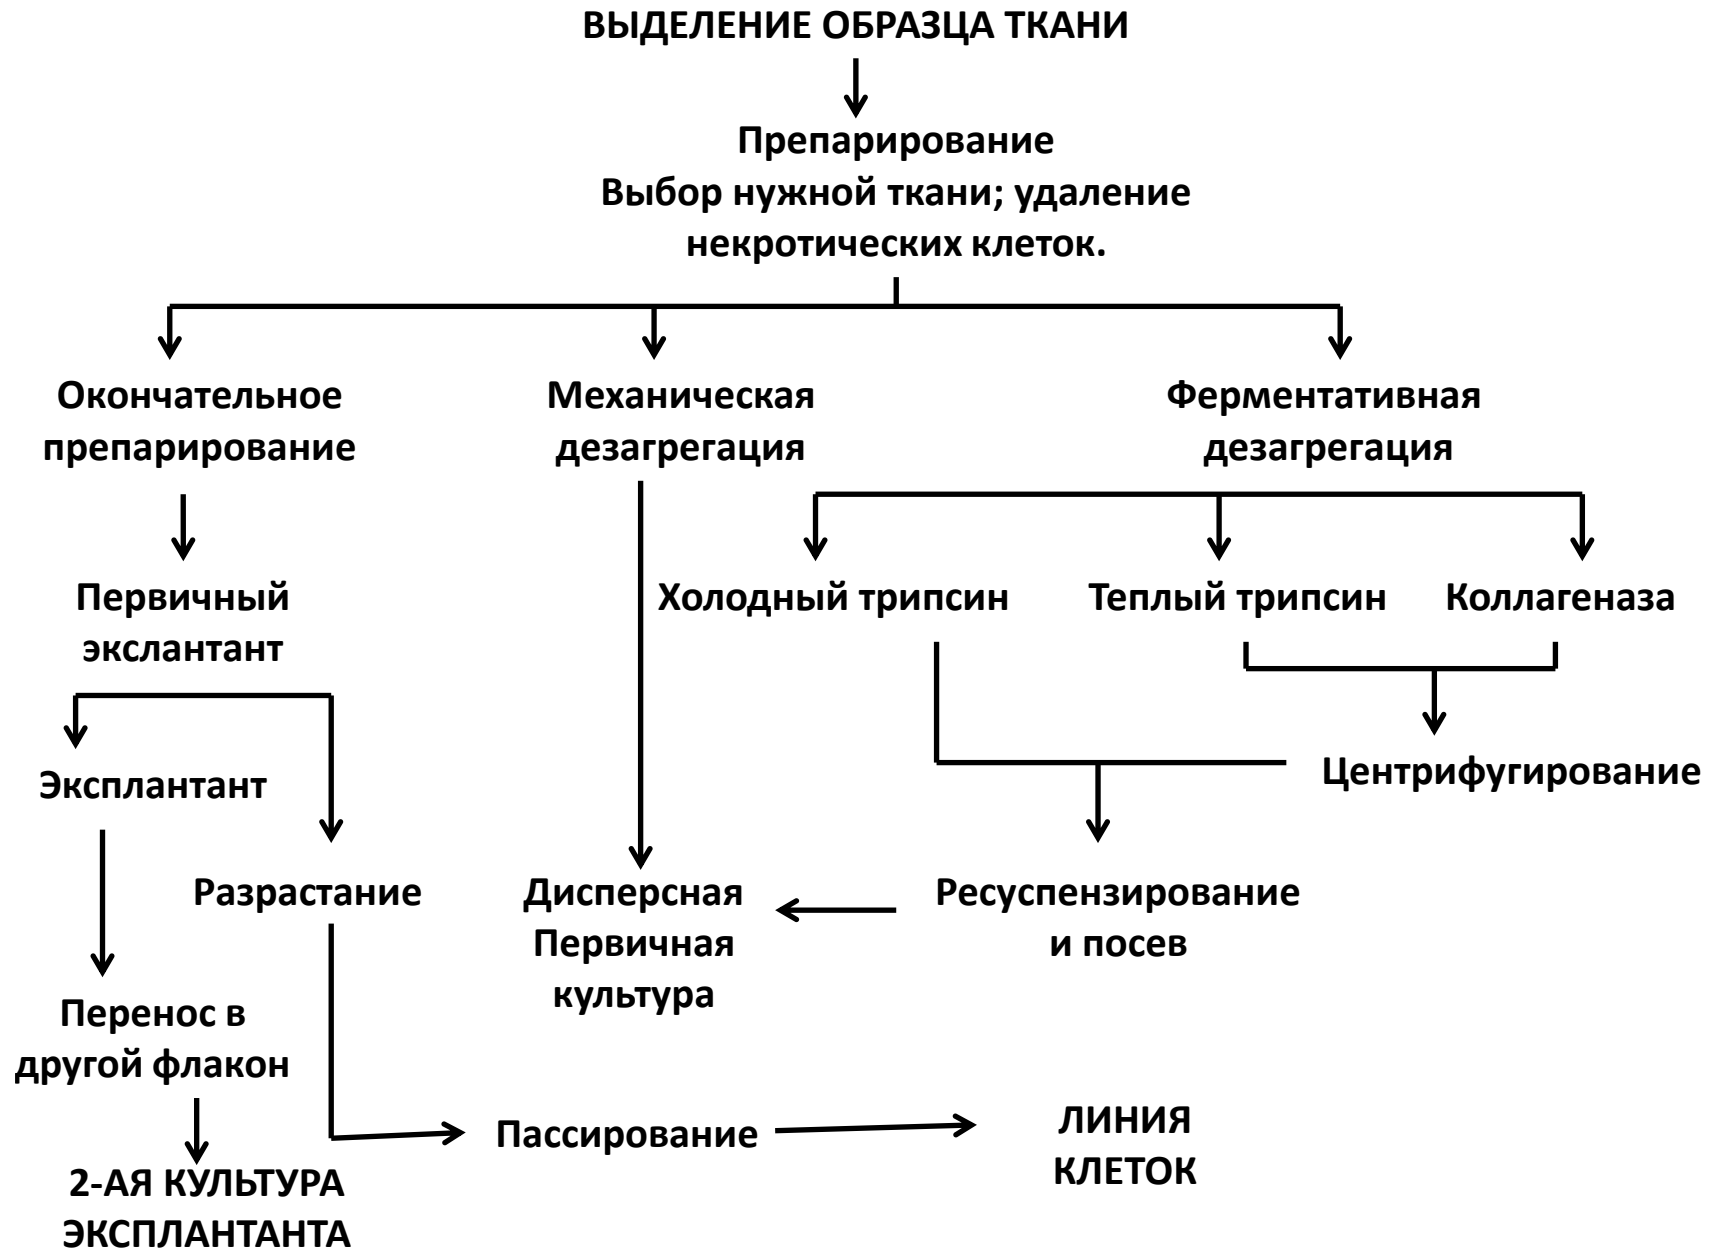 ВЫДЕЛЕНИЕ ОБРАЗЦА ТКАНИ
Препарирование
Выбор нужной ткани; удаление
некротических клеток.
Окончательное
препарирование
Механическая
дезагрегация
Ферментативная
дезагрегация
Первичный
экслантант
Холодный трипсин
Теплый трипсин
Коллагеназа
Эксплантант
Центрифугирование
Разрастание
Дисперсная
Первичная
культура
Ресуспензирование
и посев
Перенос в
другой флакон
Пассирование
ЛИНИЯ
КЛЕТОК
2-АЯ КУЛЬТУРА
ЭКСПЛАНТАНТА